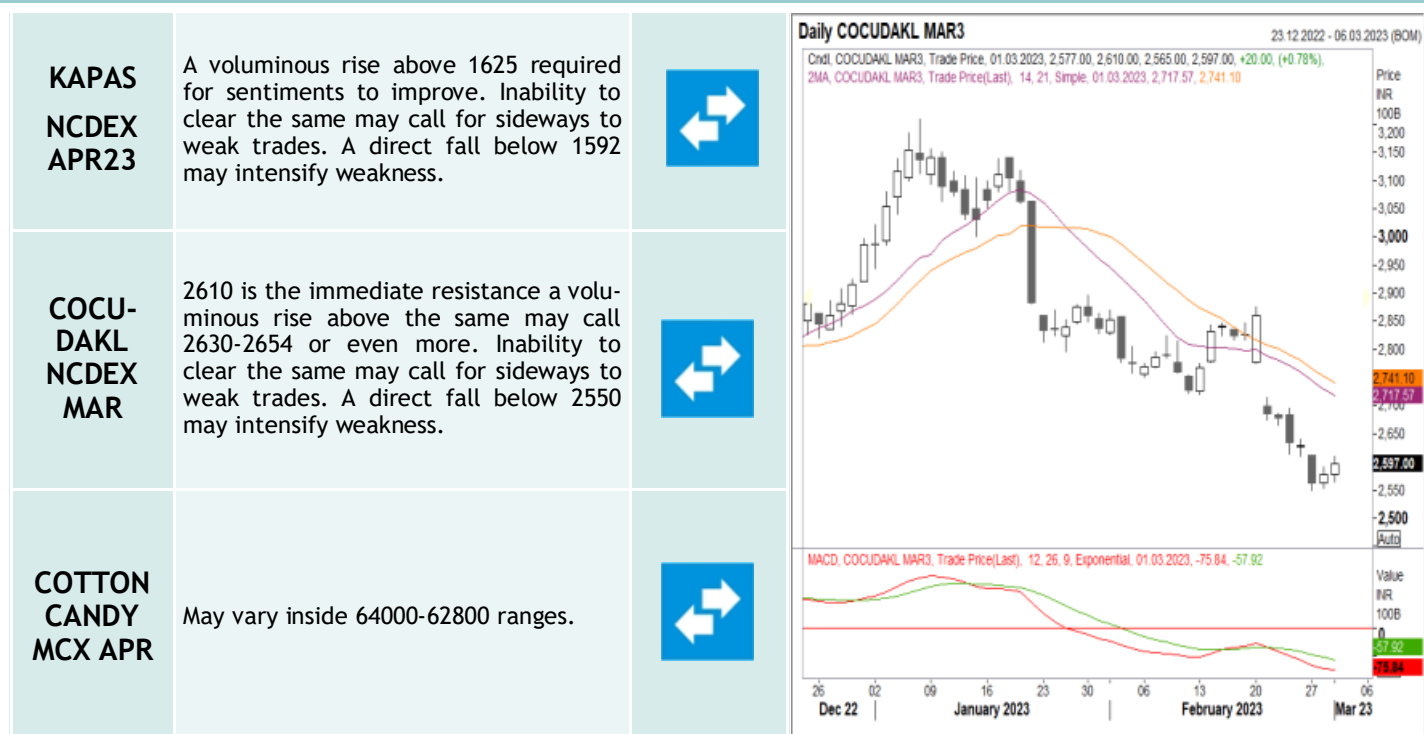 KAPAS
NCDEX
APR23
A voluminous rise above 1625 required
for sentiments to improve. Inability to
clear the same may call for sideways to
weak trades. A direct fall below 1592
may intensify weakness.
COCU-
DAKL
NCDEX
MAR
2610 is the immediate resistance a volu-
minous rise above the same may call
2630-2654 or even more. Inability to
clear the same may call for sideways to
weak trades. A direct fall below 2550
may intensify weakness.
COTTON
CANDY
MCX APR
May vary inside 64000-62800 ranges.
Daily COCUDAKL MAR3
23.12.2022 - 06.03.2023 (BOM)
Cndl, COCUDAKL MAR3, Trade Price, 01.03.2023, 2,577.00, 2,610.00, 2,565.00, 2,597.00, +20.00, (+0.78%),
2MA, COCUDAKL MAR3, Trade Price(Last), 14, 21, Simple, 01.03.2023, 2,717.57, 2,741.10
Price
INR
100B
3,200
3,150
3,100
3,050
3,000
2,950
2,900
2,850
2,800
2,741.10
2,717.57
2,700
2,650
2,597.00
2,550
2,500
Auto
MACD, COCUDAKL MAR3, Trade Price(Last), 12, 26, 9, Exponential, 01.03.2023, -75.84, -57.92
Value
INR
100B
0
-57.92
-75.84
26 02 09 16 23 30 06 13 20 27 06
Dec 22 January 2023 February 2023 Mar 23